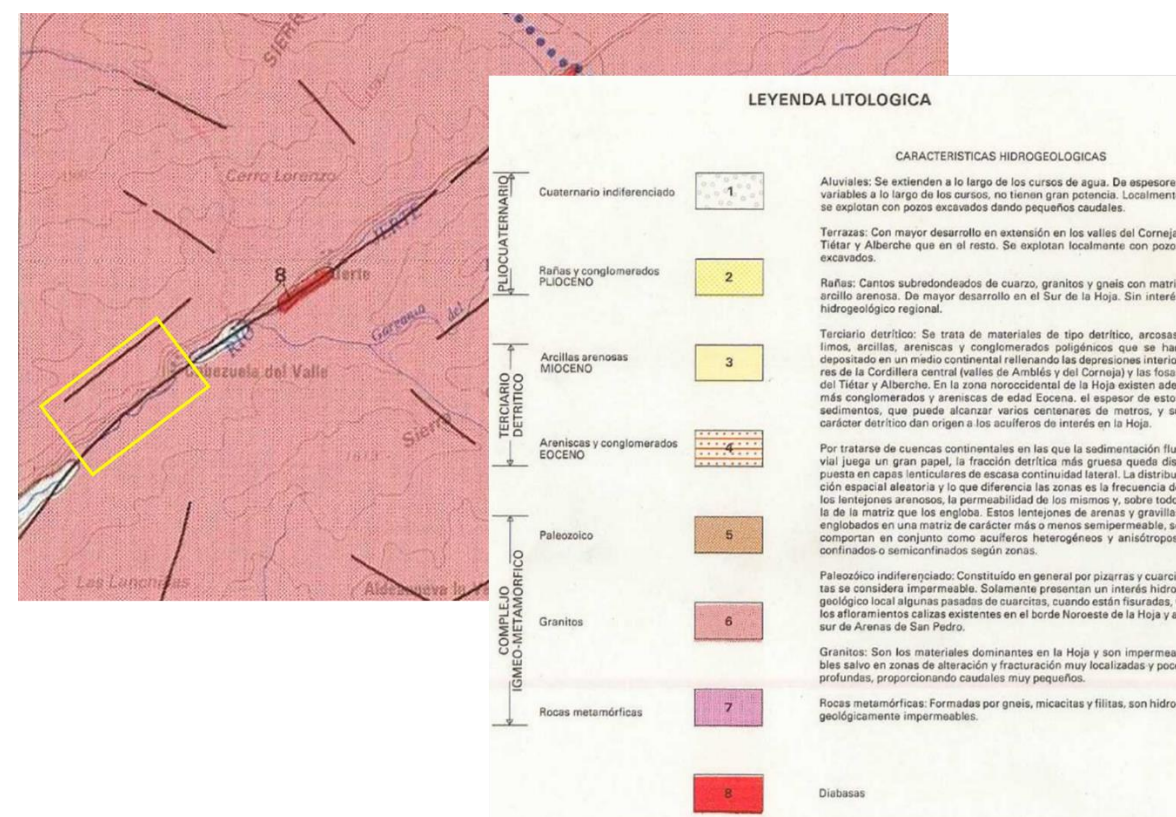 SIERR
Cerro Lorenzo
JERTE
8
Jerte
Garganta
del
RIO
Cabezuela del Valle
Sierra
Las Lanchuelas
Aldeanueva la Ve
LEYENDA LITOLOGICA
CARACTERISTICAS HIDROGEOLOGICAS
PLIOCUATERNARIO
Cuaternario indiferenciado
1
Rañas y conglomerados
PLIOCENO
2
TERCIARIO
DETRITICO
Arcillas arenosas
MIOCENO
3
Areniscas y conglomerados
EOCENO
4
COMPLEJO
IGMEO-METAMORFICO
Paleozoico
5
Granitos
6
Rocas metamórficas
7
8
Diabasas
Aluviales: Se extienden a lo largo de los cursos de agua. De espesore
variables a lo largo de los cursos, no tienen gran potencia. Localment
se explotan con pozos excavados dando pequeños caudales.
Terrazas: Con mayor desarrollo en extensión en los valles del Corneja
Tiétar y Alberche que en el resto. Se explotan localmente con pozo
excavados.
Rañas: Cantos subredondeados de cuarzo, granitos y gneis con matri
arcillo arenosa. De mayor desarrollo en el Sur de la Hoja. Sin interé
hidrogeológico regional.
Terciario detrítico: Se trata de materiales de tipo detrítico, arcosas
limos, arcillas, areniscas y conglomerados poligénicos que se han
depositado en un medio continental rellenando las depresiones interio
res de la Cordillera central (valles de Amblés y del Corneja) y las fosa
del Tiétar y Alberche. En la zona noroccidental de la Hoja existen ade
más conglomerados y areniscas de edad Eocena. el espesor de esto
sedimentos, que puede alcanzar varios centenares de metros, y s
carácter detrítico dan origen a los acuíferos de interés en la Hoja.
Por tratarse de cuencas continentales en las que la sedimentación flu
vial juega un gran papel, la fracción detrítica más gruesa queda dis
puesta en capas lenticulares de escasa continuidad lateral. La distribu
ción espacial aleatoria y lo que diferencia las zonas es la frecuencia d
los lentejones arenosos, la permeabilidad de los mismos y, sobre todo
la de la matriz que los engloba. Estos lentejones de arenas y gravilla
englobados en una matriz de carácter más o menos semipermeable, s
comportan en conjunto como acuíferos heterogéneos y anisótropos
confinados o semiconfinados según zonas.
Paleozóico indiferenciado: Constituído en general por pizarras y cuarci
tas se considera impermeable. Solamente presentan un interés hidro
geológico local algunas pasadas de cuarcitas, cuando están fisuradas,
los afloramientos calizas existentes en el borde Noroeste de la Hoja y a
sur de Arenas de San Pedro.
Granitos: Son los materiales dominantes en la Hoja y son impermea
bles salvo en zonas de alteración y fracturación muy localizadas y poco
profundas, proporcionando caudales muy pequeños.
Rocas metamórficas: Formadas por gneis, micacitas y filitas, son hidro
geológicamente impermeables.